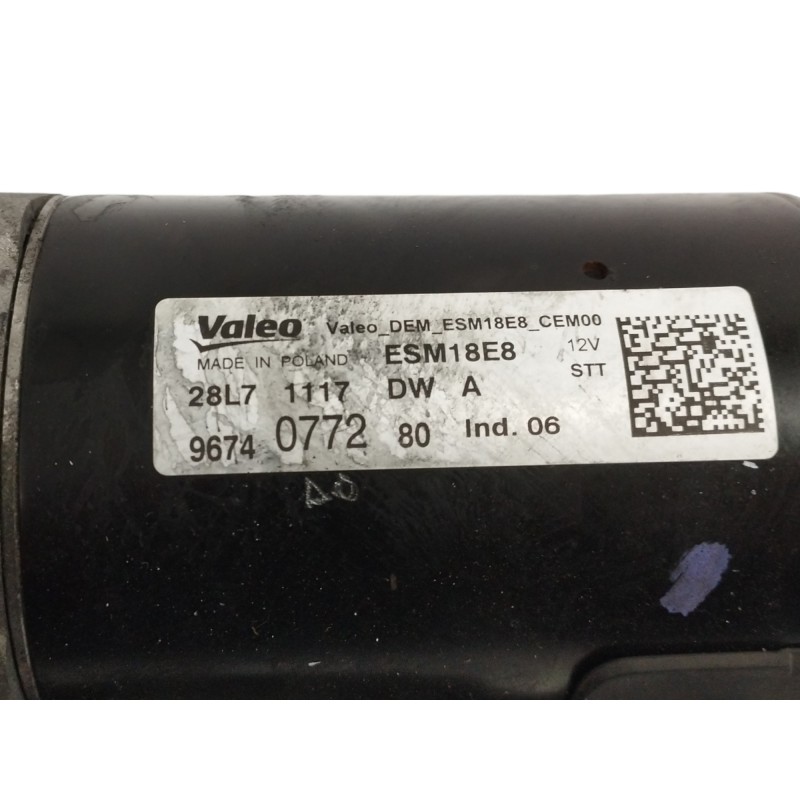 Valeo Valeo_DEM_ESM18E8_CEM00
MADE IN POLAND ESM18E8 12V
STT
28L7 1117 DW A
9674 0772 80 Ind. 06